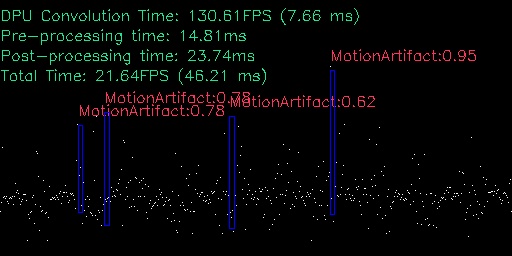 DPU Convolution Time: 130.61FPS (7.66 ms)
Pre-processing time: 14.81ms
Post-processing time: 23.74ms
MotionArtifact:0.95
Total Time: 21.64FPS (46.21 ms)
MotionArtifact:0.78
MotionArtifact:0.62
MotionArtifact:0.78